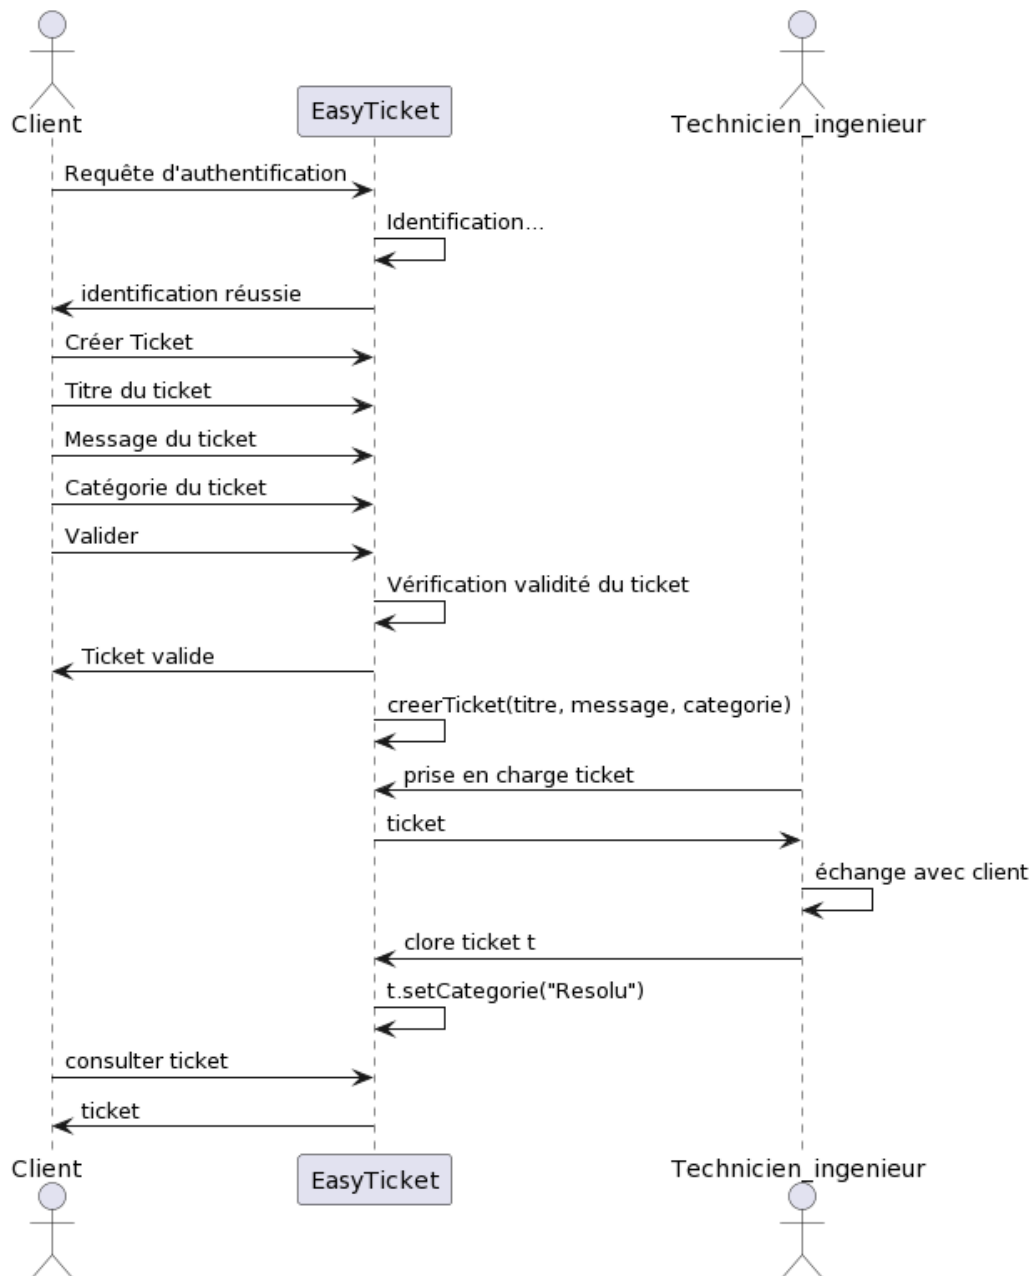 Client
EasyTicket
Technicien_ingenieur
Requête d'authentification
Identification...
identification réussie
Créer Ticket
Titre du ticket
Message du ticket
Catégorie du ticket
Valider
Vérification validité du ticket
Ticket valide
creerTicket(titre, message, categorie)
prise en charge ticket
ticket
échange avec client
clore ticket t
t.setCategorie("Resolu")
consulter ticket
ticket
Client
EasyTicket
Technicien_ingenieur